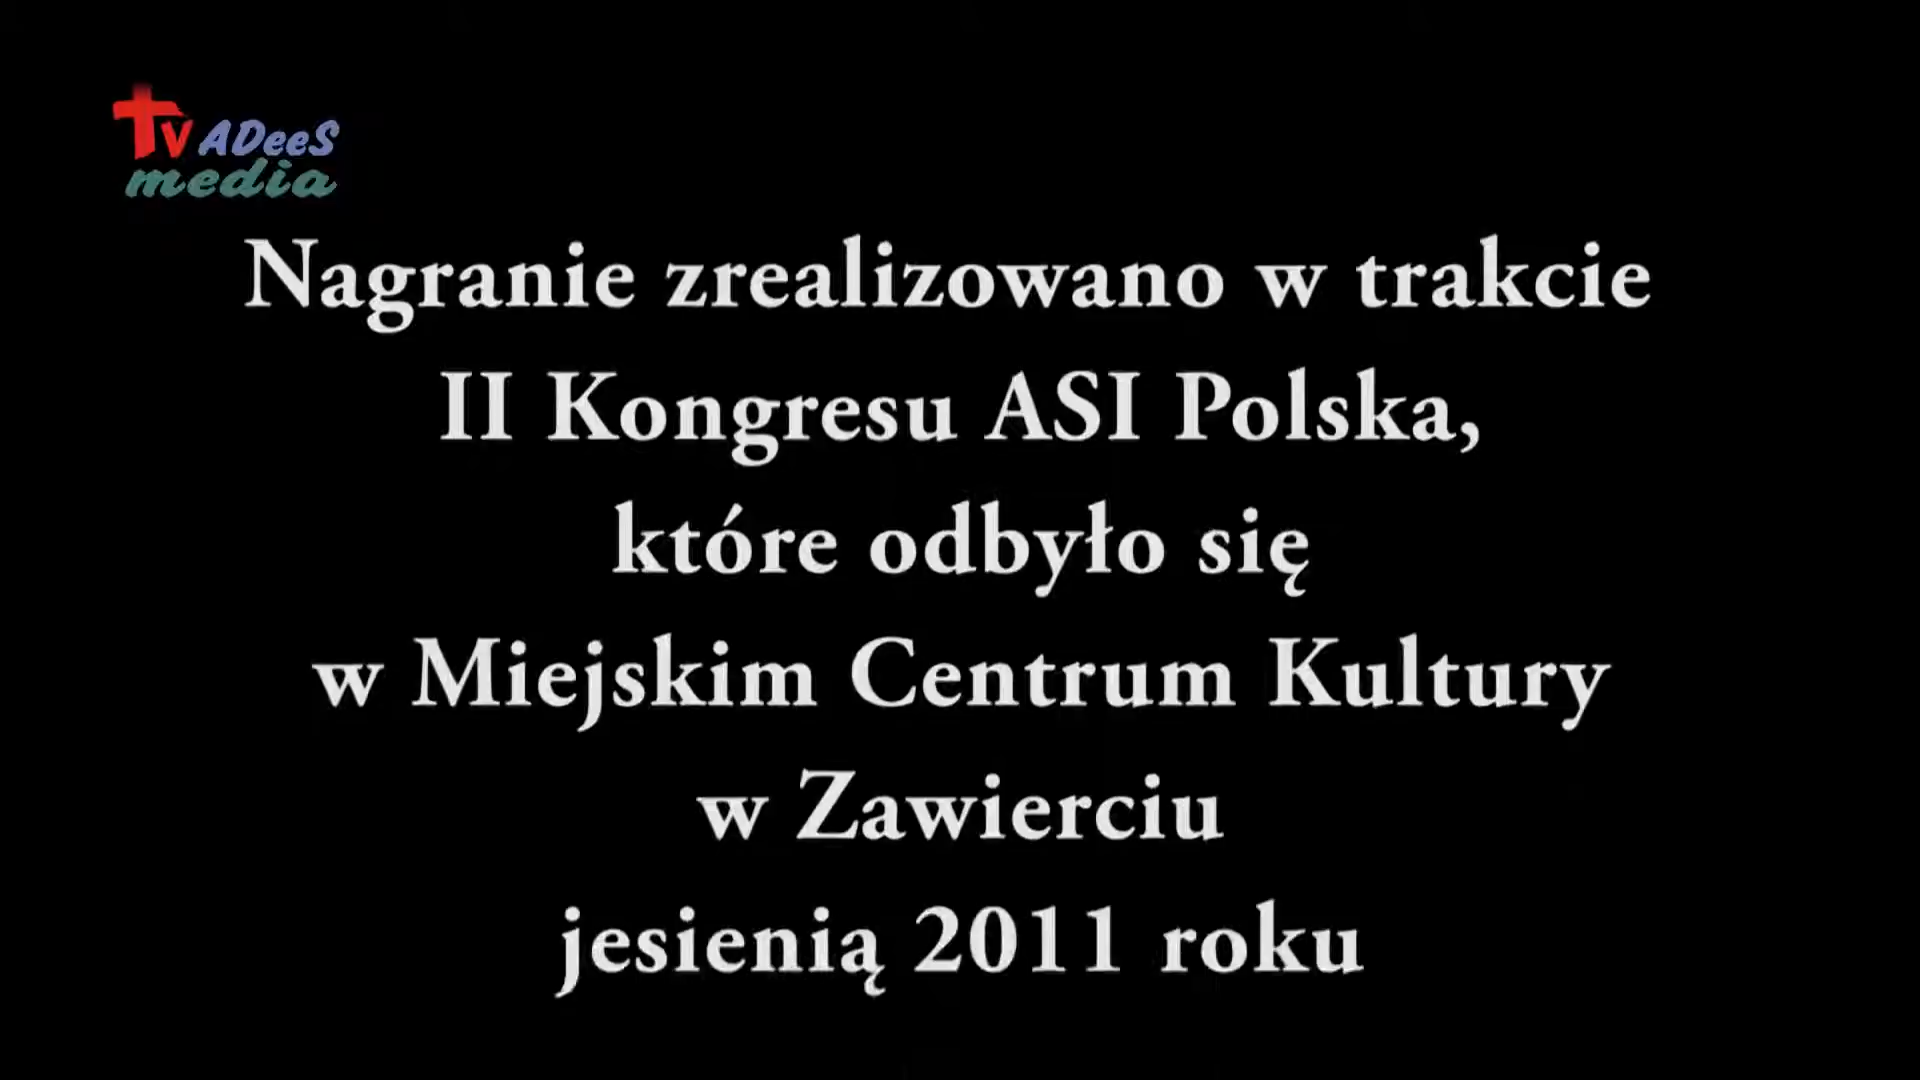 TV ADeeS
media
Nagranie zrealizowano w trakcie
II Kongresu ASI Polska,
które odbyło się
w Miejskim Centrum Kultury
w Zawierciu
jesienią 2011 roku